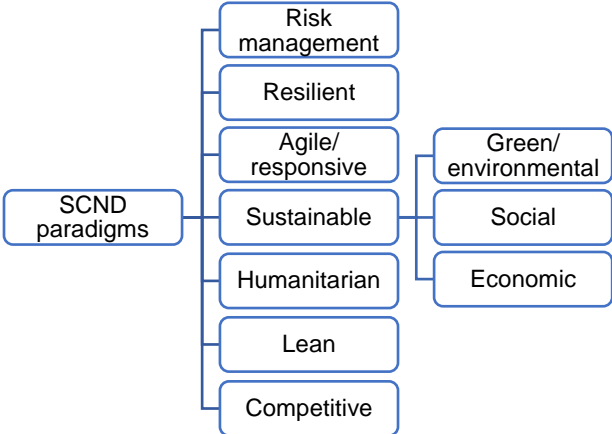 SCND
paradigms
Risk
management
Resilient
Agile/
responsive
Sustainable
Humanitarian
Lean
Competitive
Green/
environmental
Social
Economic